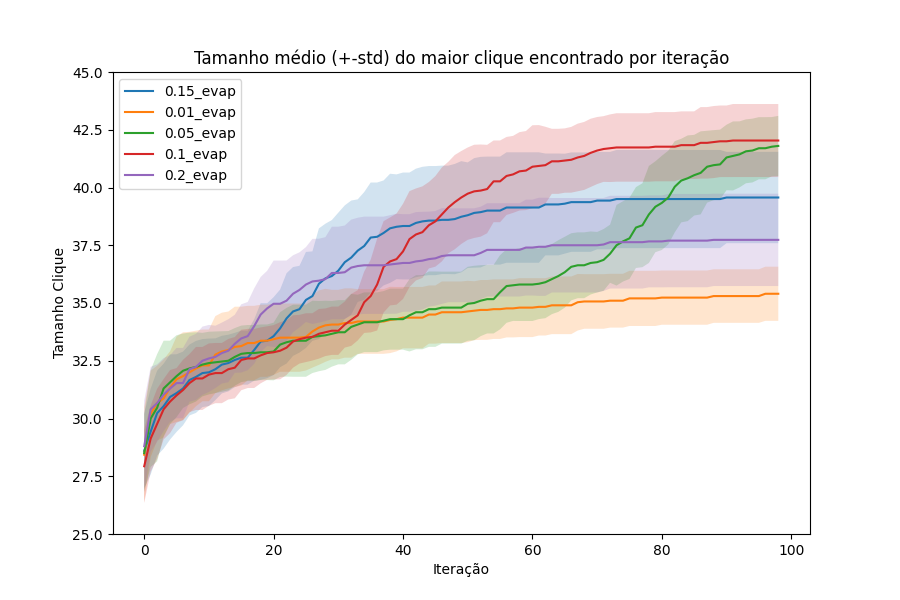 Tamanho médio (+-std) do maior clique encontrado por iteração
45.0
42.5
40.0
37.5
35.0
32.5
30.0
27.5
25.0
Tamanho Clique
0.15_evap
0.01_evap
0.05_evap
0.1_evap
0.2_evap
0 20 40 60 80 100
Iteração